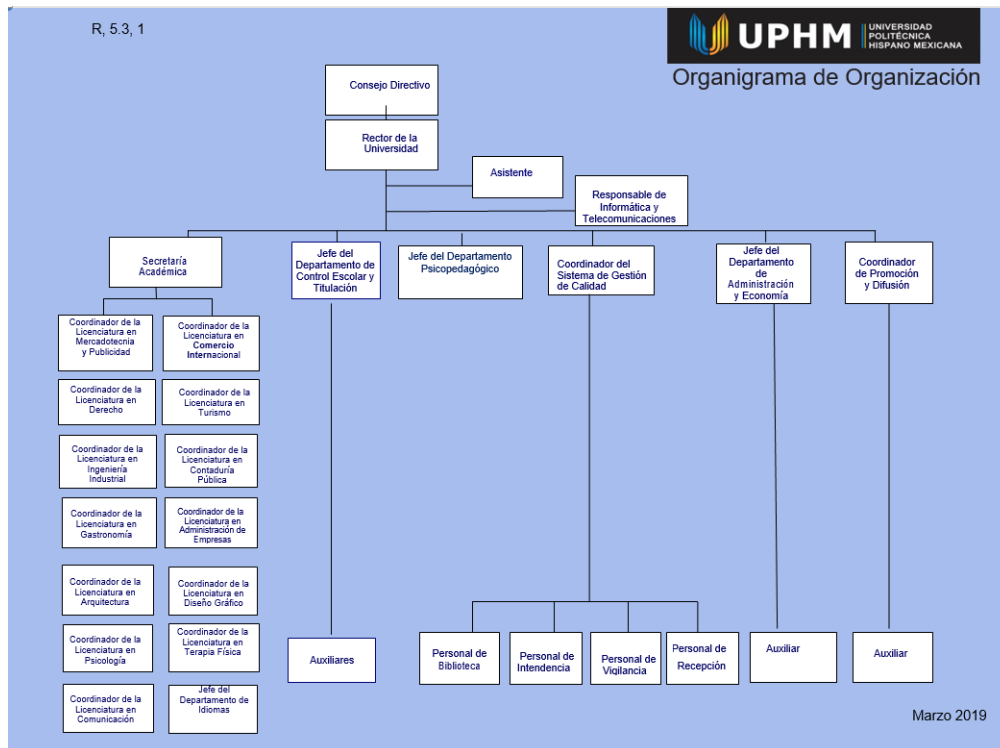 R, 5.3, 1
UPHM
UNIVERSIDAD
POLITÉCNICA
HISPANO MEXICANA
Organigrama de Organización
Consejo Directivo
Rector de la
Universidad
Asistente
Responsable de
Informática y
Telecomunicaciones
Secretaría
Académica
Jefe del
Departamento de
Control Escolar y
Titulación
Jefe del Departamento
Psicopedagógico
Coordinador del
Sistema de Gestión
de Calidad
Jefe del
Departamento
de
Administración
y Economía
Coordinador
de Promoción
y Difusión
Coordinador de la
Licenciatura en
Mercadotecnia
y Publicidad
Coordinador de la
Licenciatura en
Comercio
Internacional
Coordinador de la
Licenciatura en
Derecho
Coordinador de la
Licenciatura en
Turismo
Coordinador de la
Licenciatura en
Ingeniería
Industrial
Coordinador de la
Licenciatura en
Contaduría
Pública
Coordinador de la
Licenciatura en
Gastronomía
Coordinador de la
Licenciatura en
Administración de
Empresas
Coordinador de la
Licenciatura en
Arquitectura
Coordinador de la
Licenciatura en
Diseño Gráfico
Coordinador de la
Licenciatura en
Psicología
Coordinador de la
Licenciatura en
Terapia Física
Coordinador de la
Licenciatura en
Comunicación
Jefe del
Departamento de
Idiomas
Auxiliares
Personal de
Biblioteca
Personal de
Intendencia
Personal de
Vigilancia
Personal de
Recepción
Auxiliar
Auxiliar
Marzo 2019